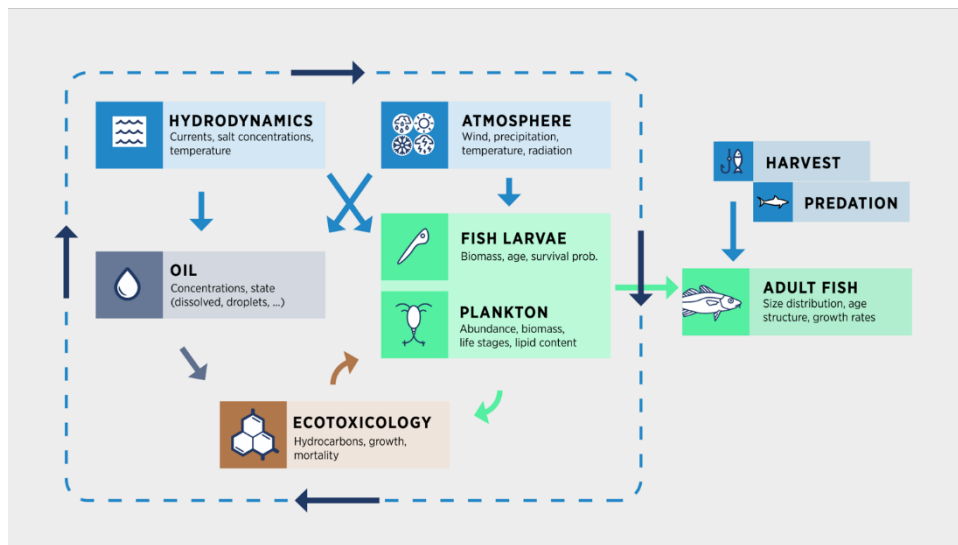 HYDRODYNAMICS
Currents, salt concentrations,
temperature
ATMOSPHERE
Wind, precipitation,
temperature, radiation
HARVEST
PREDATION
OIL
Concentrations, state
(dissolved, droplets, ...)
FISH LARVAE
Biomass, age, survival prob.
PLANKTON
Abundance, biomass,
life stages, lipid content
ADULT FISH
Size distribution, age
structure, growth rates
ECOTOXICOLOGY
Hydrocarbons, growth,
mortality